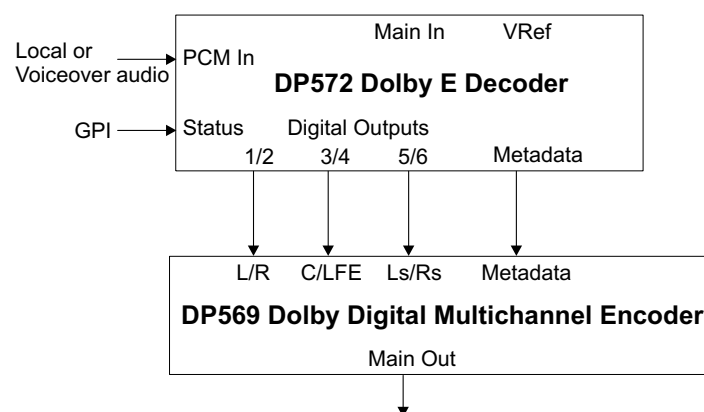 Main In VRef
Local or
Voiceover audio
PCM In
DP572 Dolby E Decoder
GPI
Status Digital Outputs
1/2 3/4 5/6 Metadata
L/R C/LFE Ls/Rs Metadata
DP569 Dolby Digital Multichannel Encoder
Main Out